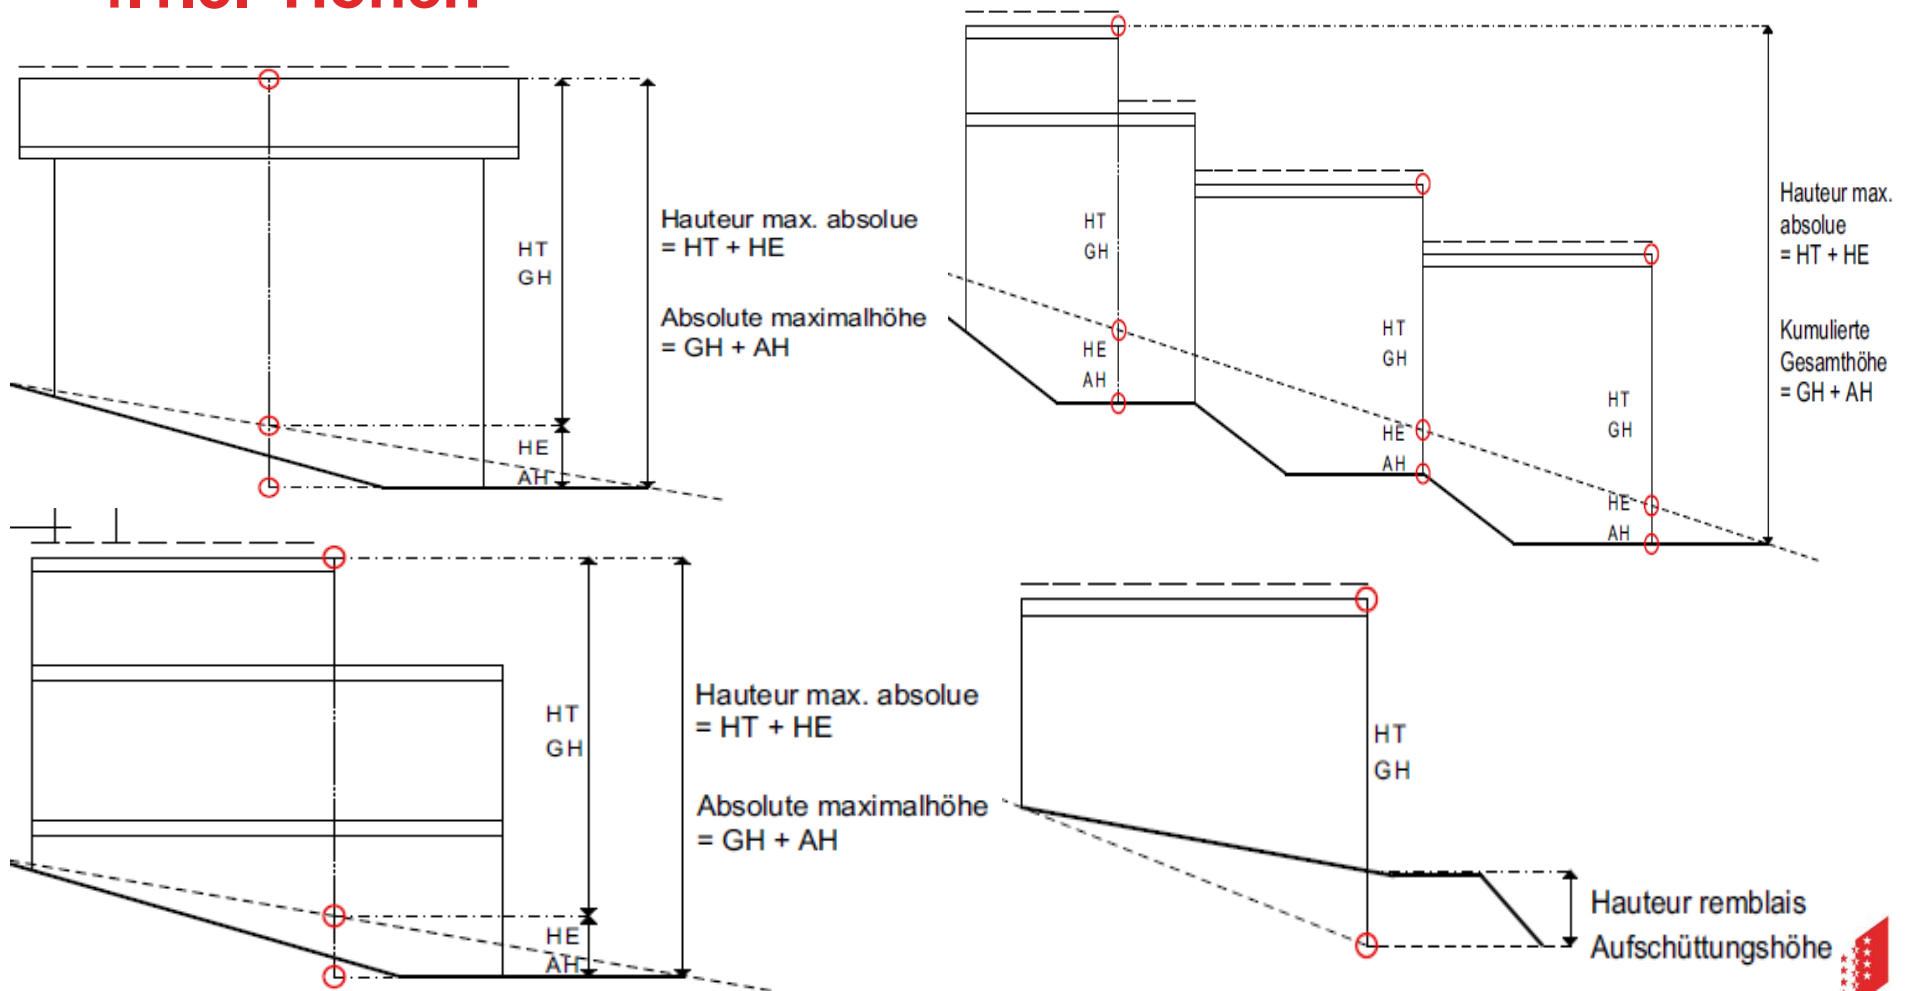 HT
GH
HE
AH
Hauteur max. absolue
= HT + HE
Absolute maximalhöhe
= GH + AH
HT
GH
HE
AH
HT
GH
HE
AH
HT
GH
HE
AH
Hauteur max.
absolue
= HT + HE
Kumulierte
Gesamthöhe
= GH + AH
HT
GH
HE
AH
Hauteur max. absolue
= HT + HE
Absolute maximalhöhe
= GH + AH
HT
GH
Hauteur remblais
Aufschüttungshöhe